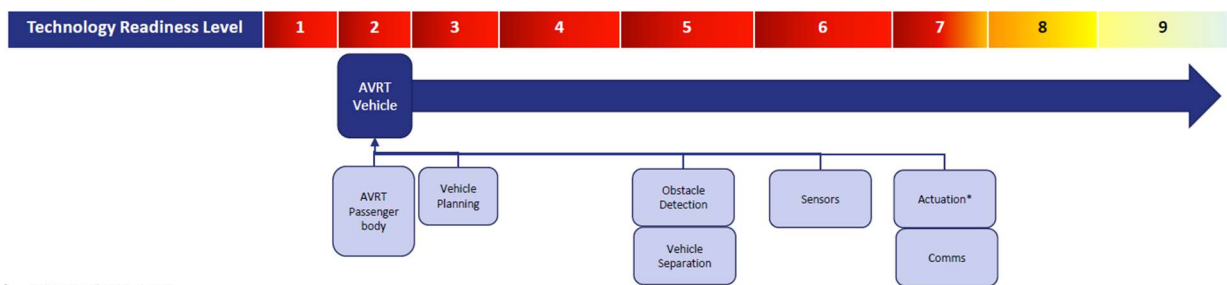 Technology Readiness Level 1 2 3 4 5 6 7 8 9
AVRT
Vehicle
AVRT
Passenger
body
Vehicle
Planning
Obstacle
Detection
Vehicle
Separation
Sensors
Actuation*
Comms